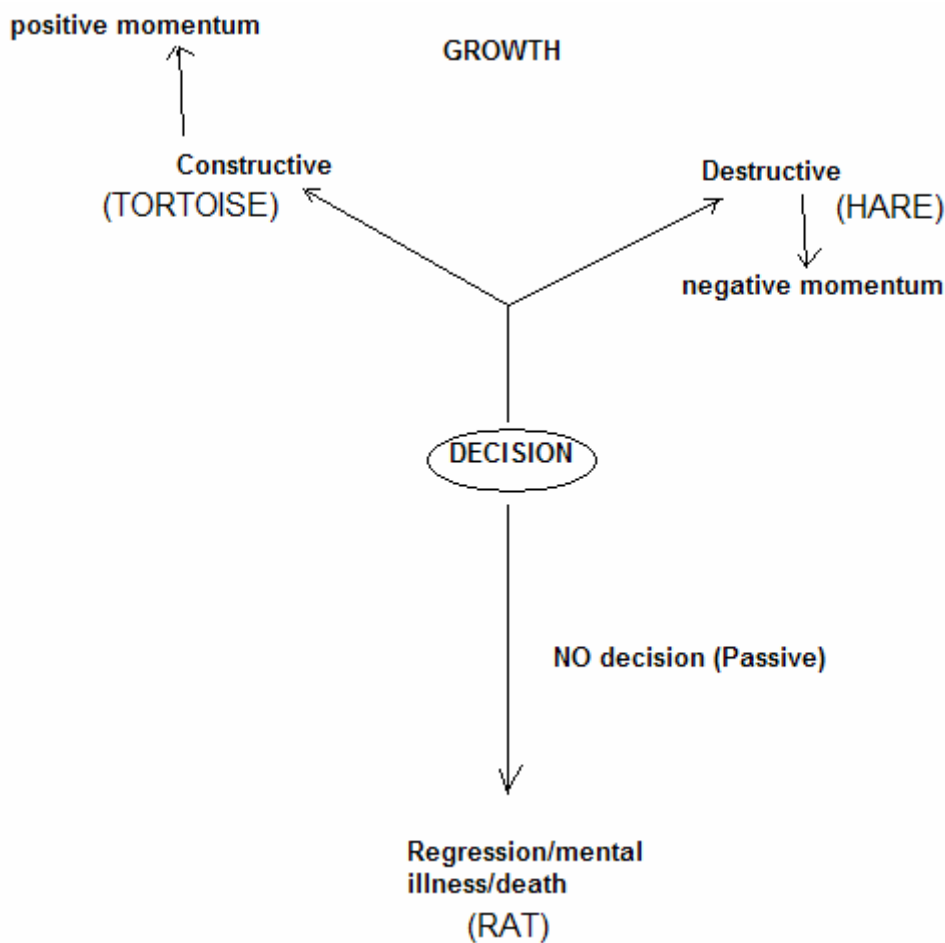 positive momentum
GROWTH
Constructive
(TORTOISE)
Destructive
(HARE)
negative momentum
DECISION
NO decision (Passive)
Regression/mental
illness/death
(RAT)